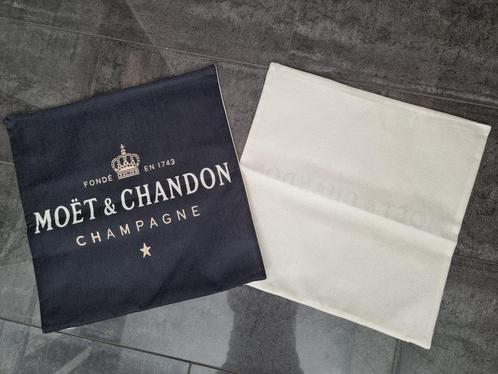 FONDÉ EN 1743
MOËT & CHANDON
CHAMPAGNE